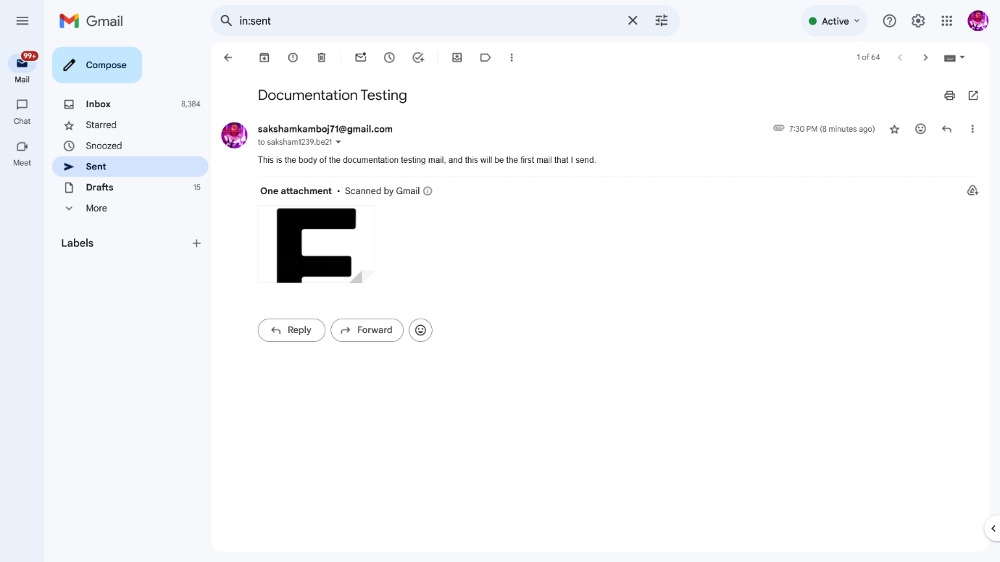 Gmail
in:sent
Active
99+
Mail
Chat
Meet
Compose
Inbox 8,384
Starred
Snoozed
Sent
Drafts 15
More
Labels
1 of 64
Documentation Testing
sakshamkamboj71@gmail.com
7:30 PM (8 minutes ago)
to saksham1239.be21
This is the body of the documentation testing mail, and this will be the first mail that I send.
One attachment • Scanned by Gmail
Reply
Forward